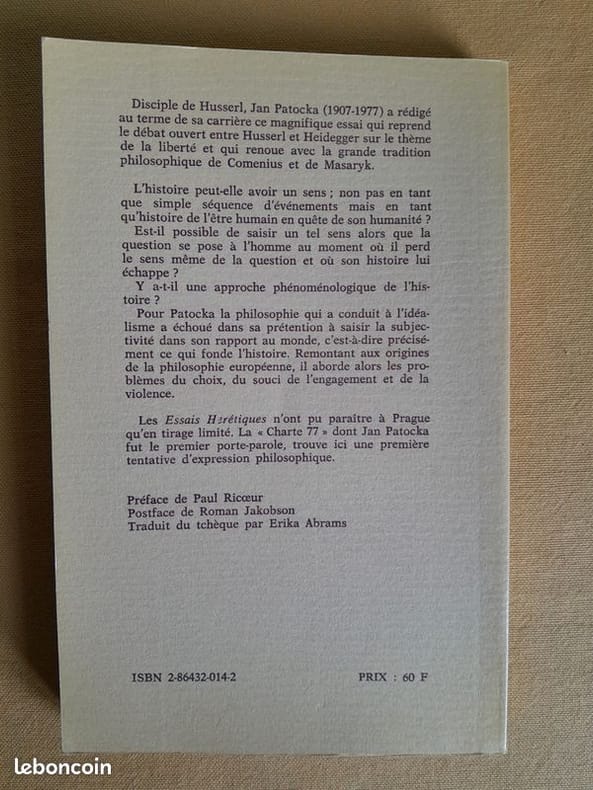 Disciple de Husserl, Jan Patocka (1907-1977) a rédigé
au terme de sa carrière ce magnifique essai qui reprend
le débat ouvert entre Husserl et Heidegger sur le thème
de la liberté et qui renoue avec la grande tradition
philosophique de Comenius et de Masaryk.
L'histoire peut-elle avoir un sens ; non pas en tant
que simple séquence d'événements mais en tant
qu'histoire de l'être humain en quête de son humanité ?
Est-il possible de saisir un tel sens alors que la
question se pose à l'homme au moment où il perd
le sens même de la question et où son histoire lui
échappe ?
Y a-t-il une approche phénoménologique de l'his-
toire ?
Pour Patocka la philosophie qui a conduit à l'idéa-
lisme a échoué dans sa prétention à saisir la subjec-
tivité dans son rapport au monde, c'est-à-dire précisé-
ment ce qui fonde l'histoire. Remontant aux origines
de la philosophie européenne, il aborde alors les pro-
blèmes du choix, du souci de l'engagement et de la
violence.
Les Essais Hérétiques n'ont pu paraître à Prague
qu'en tirage limité. La « Charte 77 » dont Jan Patocka
fut le premier porte-parole, trouve ici une première
tentative d'expression philosophique.
Préface de Paul Ricœur
Postface de Roman Jakobson
Traduit du tchèque par Erika Abrams
ISBN 2-86432-014-2 PRIX : 60 F
leboncoin